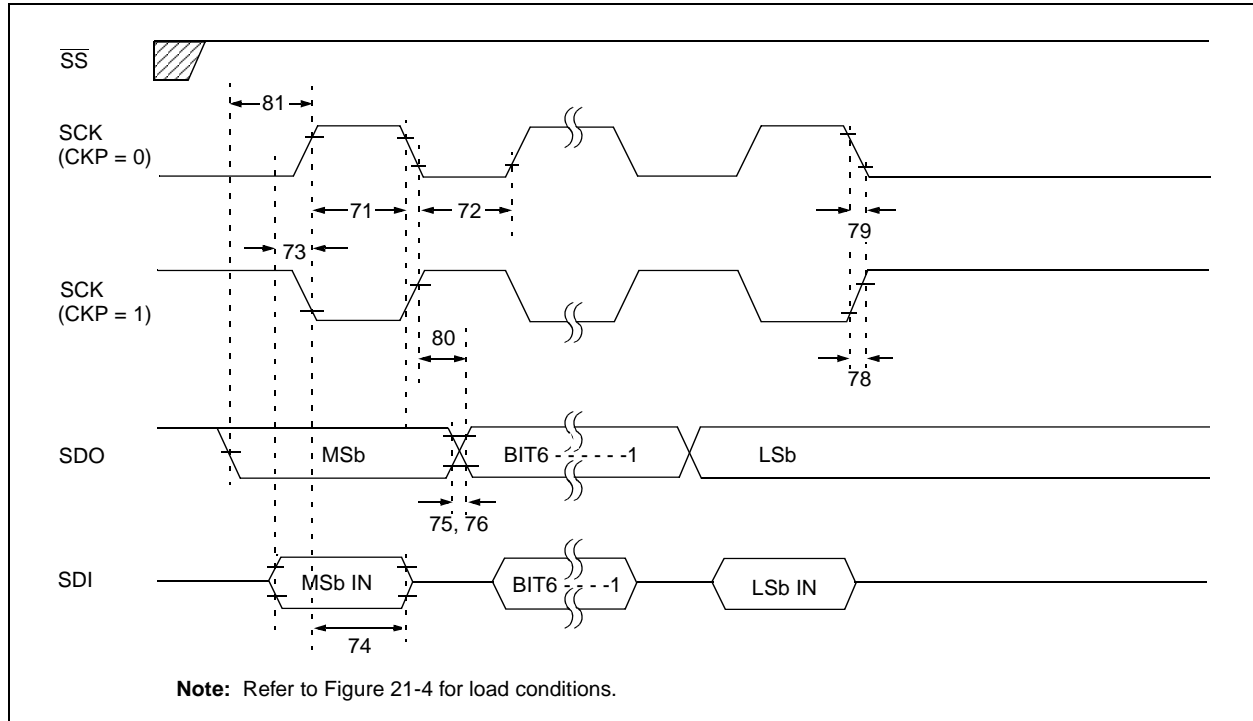 SS
81
SCK
(CKP = 0)
71
72
79
73
SCK
(CKP = 1)
80
78
SDO
MSb
BIT6 - - - - - -1
LSb
75, 76
SDI
MSb IN
BIT6 - - - -1
LSb IN
74
Note: Refer to Figure 21-4 for load conditions.